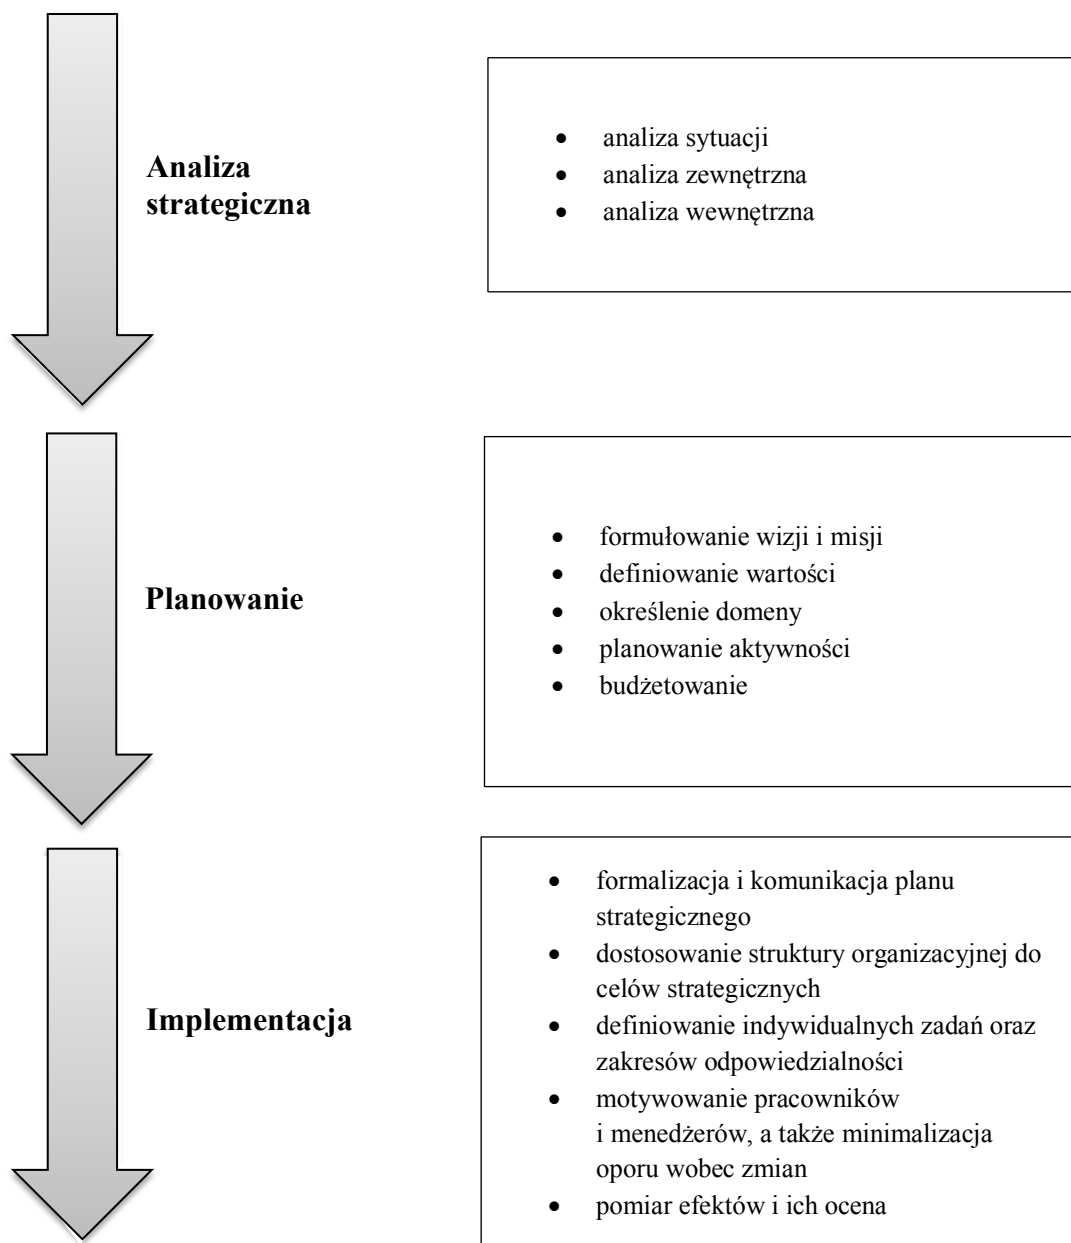 Analiza
strategiczna
• analiza sytuacji
• analiza zewnętrzna
• analiza wewnętrzna
Planowanie
• formułowanie wizji i misji
• definiowanie wartości
• określenie domeny
• planowanie aktywności
• budżetowanie
Implementacja
• formalizacja i komunikacja planu
strategicznego
• dostosowanie struktury organizacyjnej do
celów strategicznych
• definiowanie indywidualnych zadań oraz
zakresów odpowiedzialności
• motywowanie pracowników
i menedżerów, a także minimalizacja
oporu wobec zmian
• pomiar efektów i ich ocena